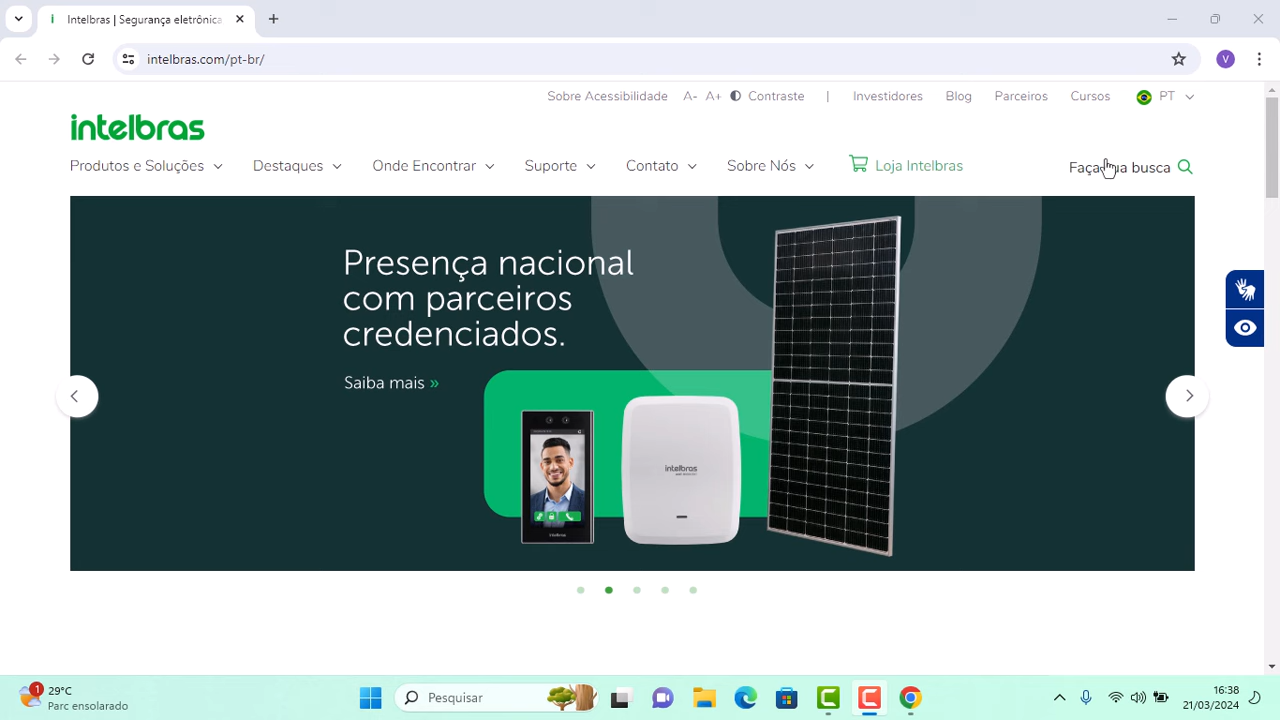 Intelbras | Segurança eletrônica
intelbras.com/pt-br/
V
Sobre Acessibilidade A- A+ Contraste | Investidores Blog Parceiros Cursos PT
intelbras
Produtos e Soluções Destaques Onde Encontrar Suporte Contato Sobre Nós Loja Intelbras Faça sua busca
Presença nacional
com parceiros
credenciados.
Saiba mais »
intelbras
intelbras
1
29°C
Parc ensolarado
Pesquisar
16:38
21/03/2024